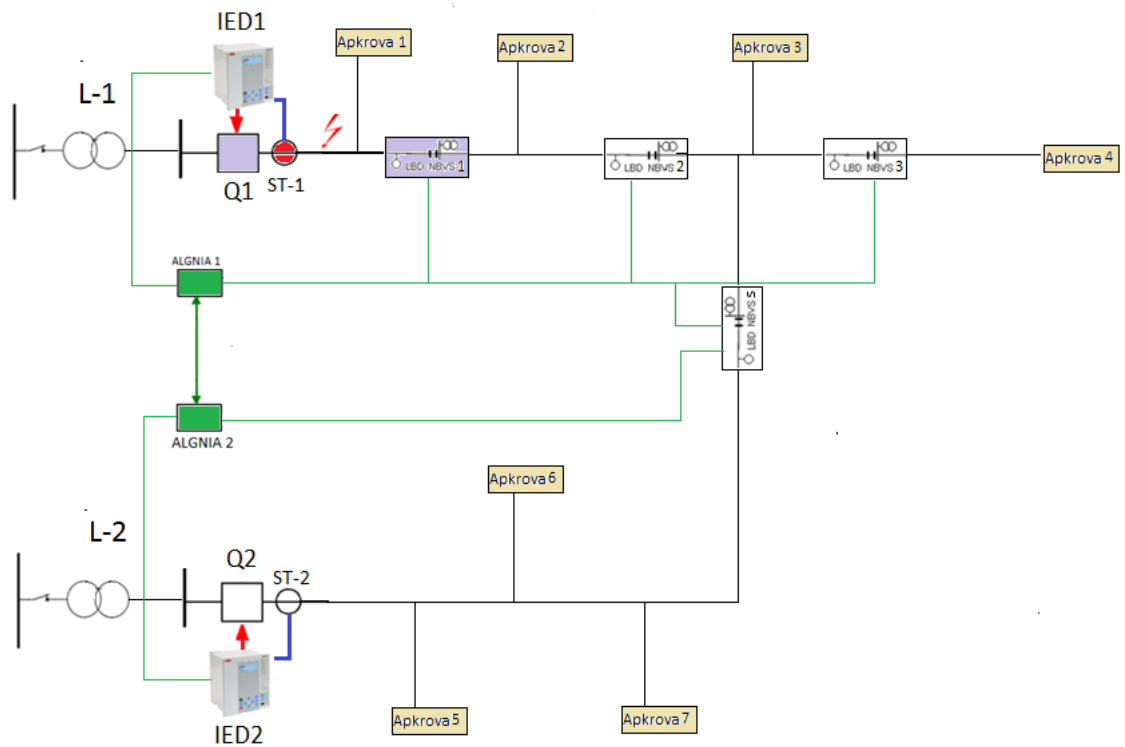 IED1
Apkrova 1
Apkrova 2
Apkrova 3
L-1
Q1
ST-1
LBD NBVS 1
LBD NBVS 2
LBD NBVS 3
Apkrova 4
ALGNIA 1
LBD NBVS S
ALGNIA 2
Apkrova 6
L-2
Q2
ST-2
IED2
Apkrova 5
Apkrova 7